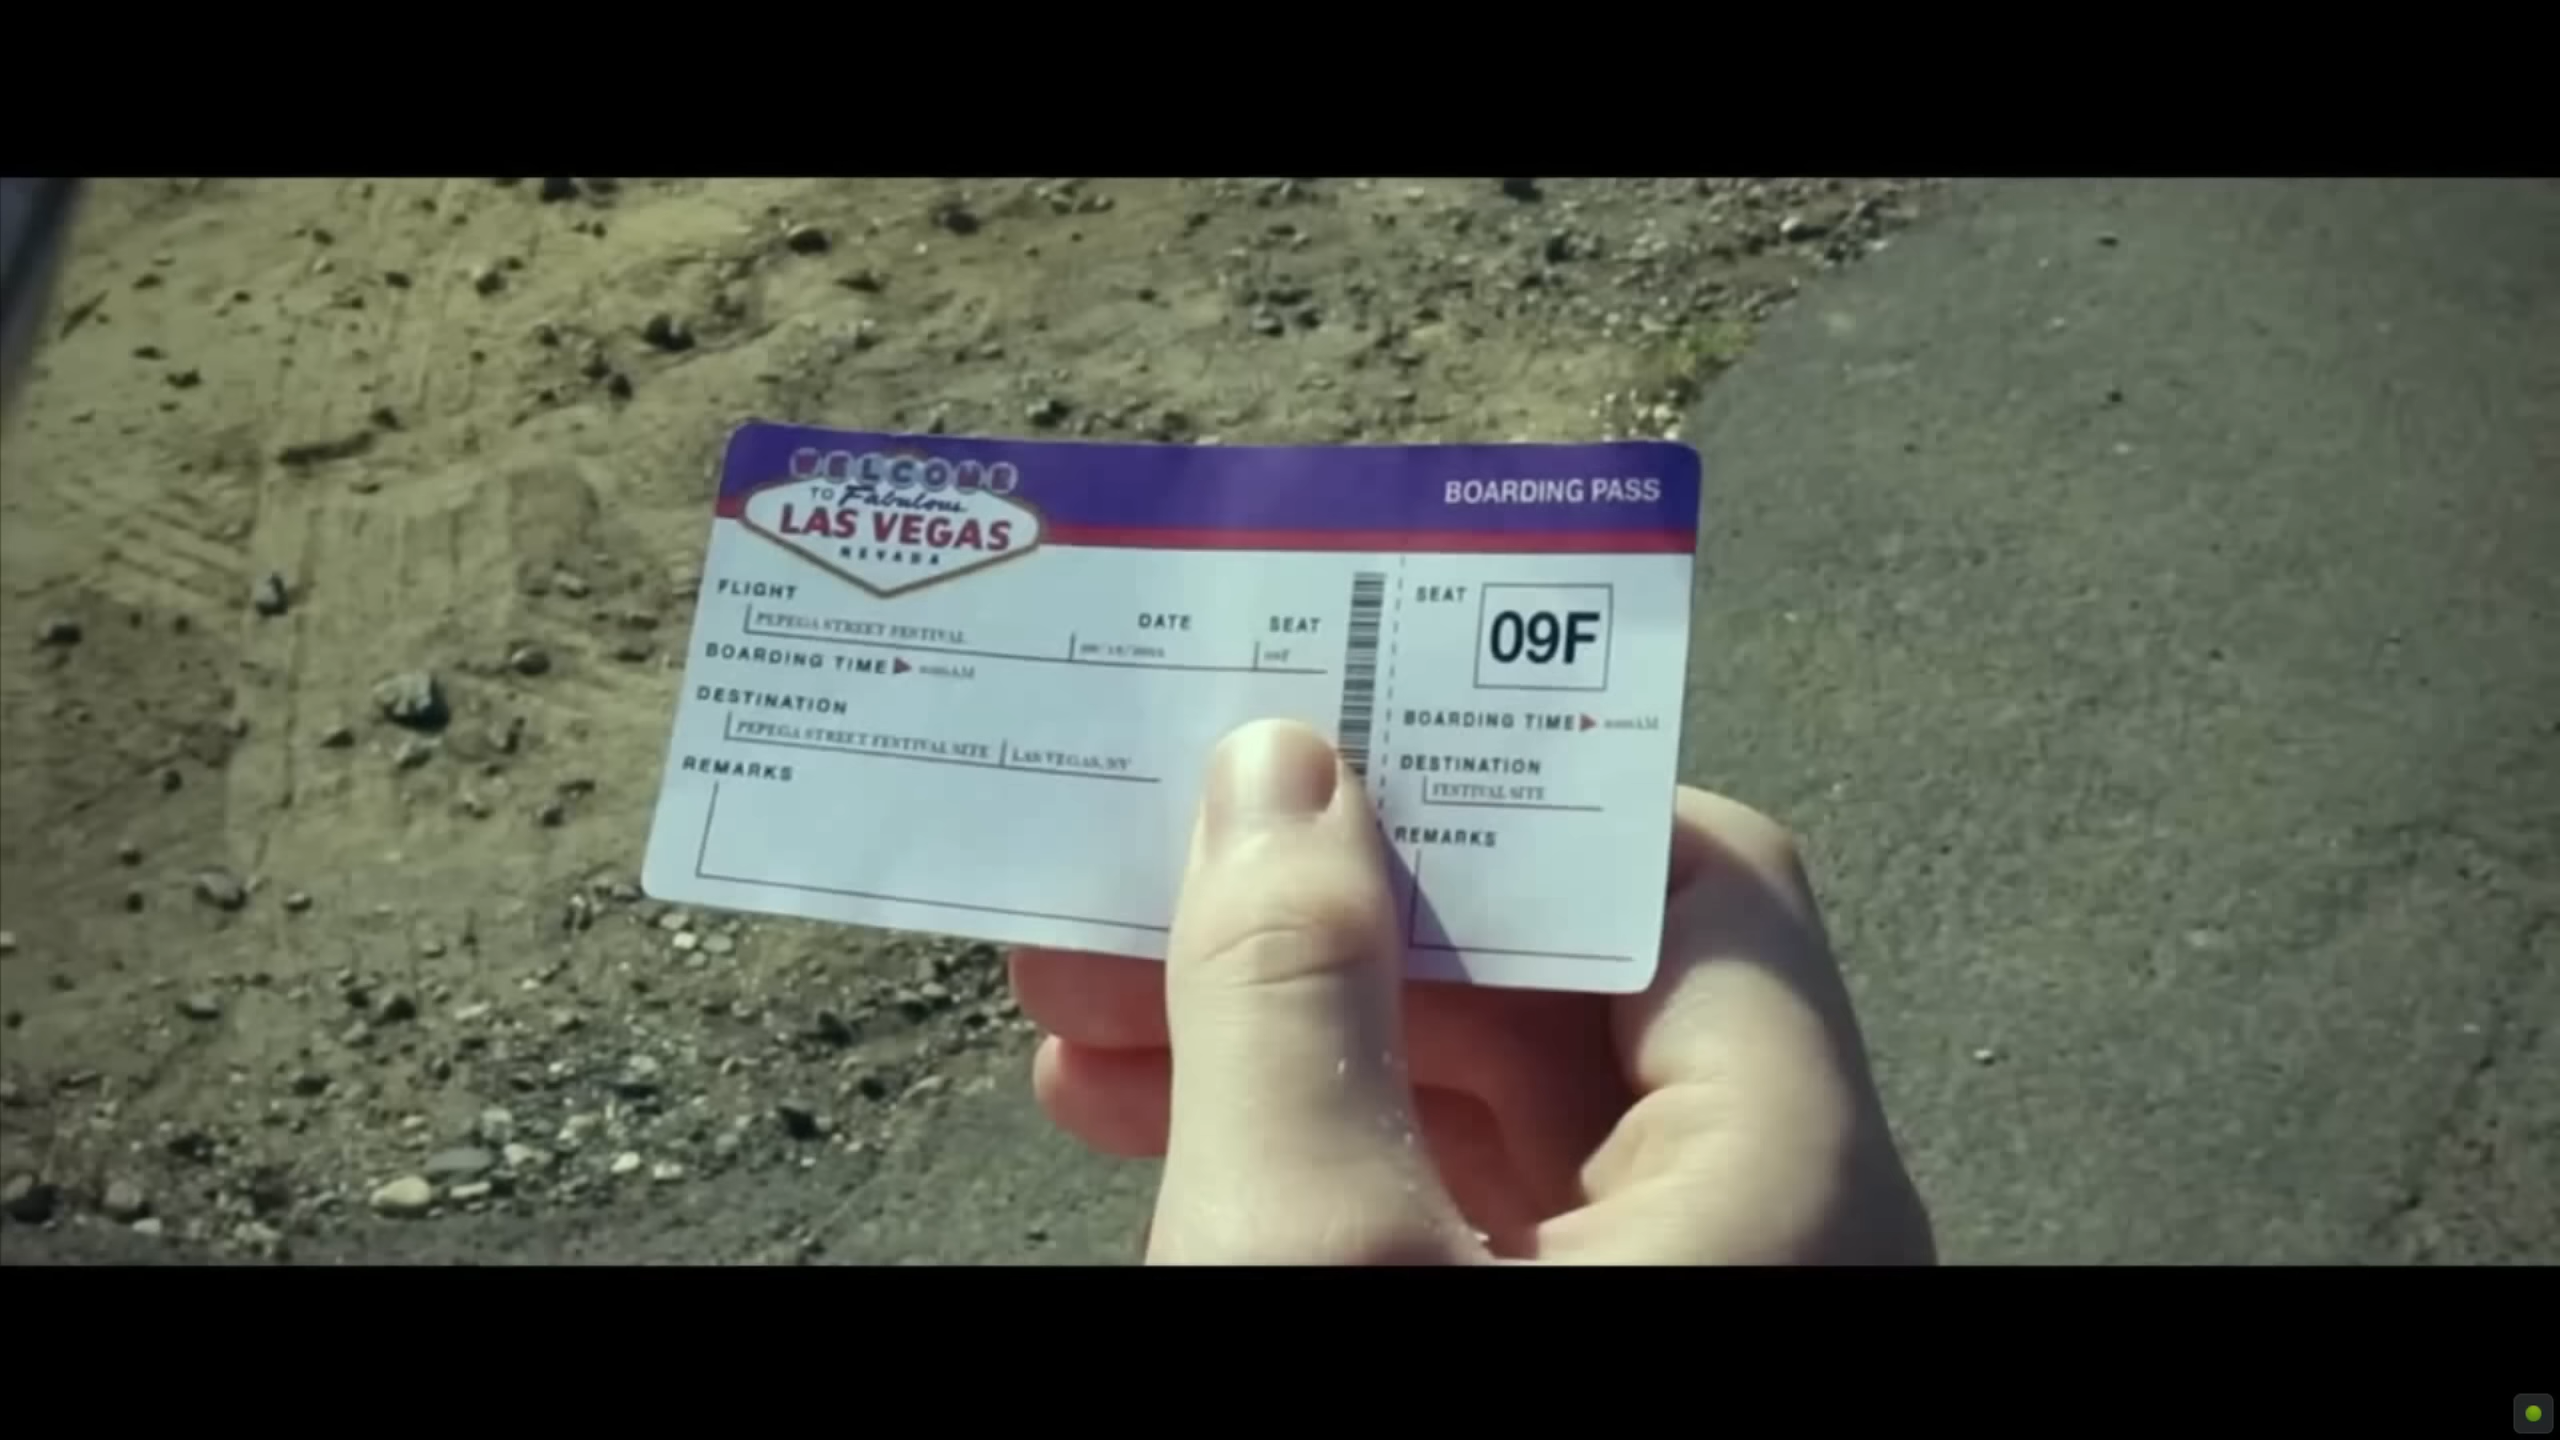 WELCOME
TO Fabulous
LAS VEGAS
NEVADA
BOARDING PASS
FLIGHT
PEPEGA STREET FESTIVAL
DATE
SEAT
09F
BOARDING TIME
DESTINATION
PEPEGA STREET FESTIVAL SITE
LAS VEGAS, NV
REMARKS
SEAT
09F
BOARDING TIME
DESTINATION
FESTIVAL SITE
REMARKS